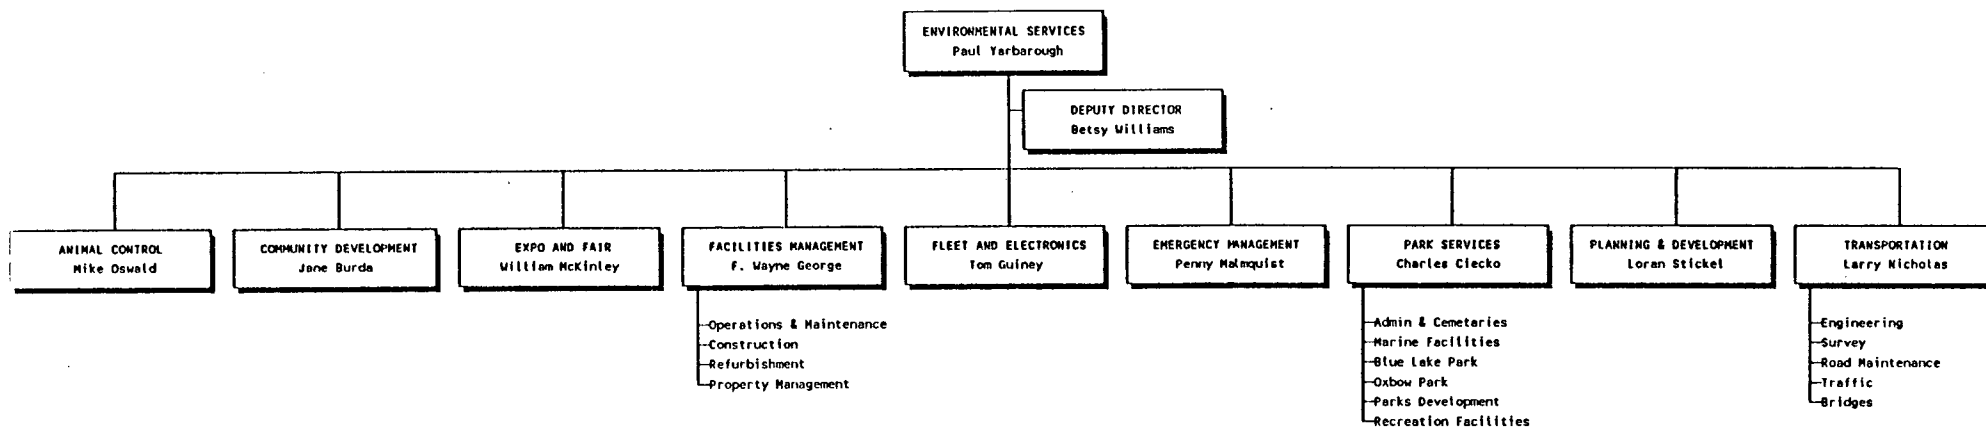 ENVIRONMENTAL SERVICES
Paul Yarbarough
DEPUTY DIRECTOR
Betsy Williams
ANIMAL CONTROL
Mike Oswald
COMMUNITY DEVELOPMENT
Jane Burda
EXPO AND FAIR
William McKinley
FACILITIES MANAGEMENT
F. Wayne George
FLEET AND ELECTRONICS
Tom Guiney
EMERGENCY MANAGEMENT
Penny Malmquist
PARK SERVICES
Charles Ciecko
PLANNING & DEVELOPMENT
Loran Stickel
TRANSPORTATION
Larry Nicholas
Operations & Maintenance
Construction
Refurbishment
Property Management
Admin & Cemetaries
Marine Facilities
Blue Lake Park
Oxbow Park
Parks Development
Recreation Facilities
Engineering
Survey
Road Maintenance
Traffic
Bridges